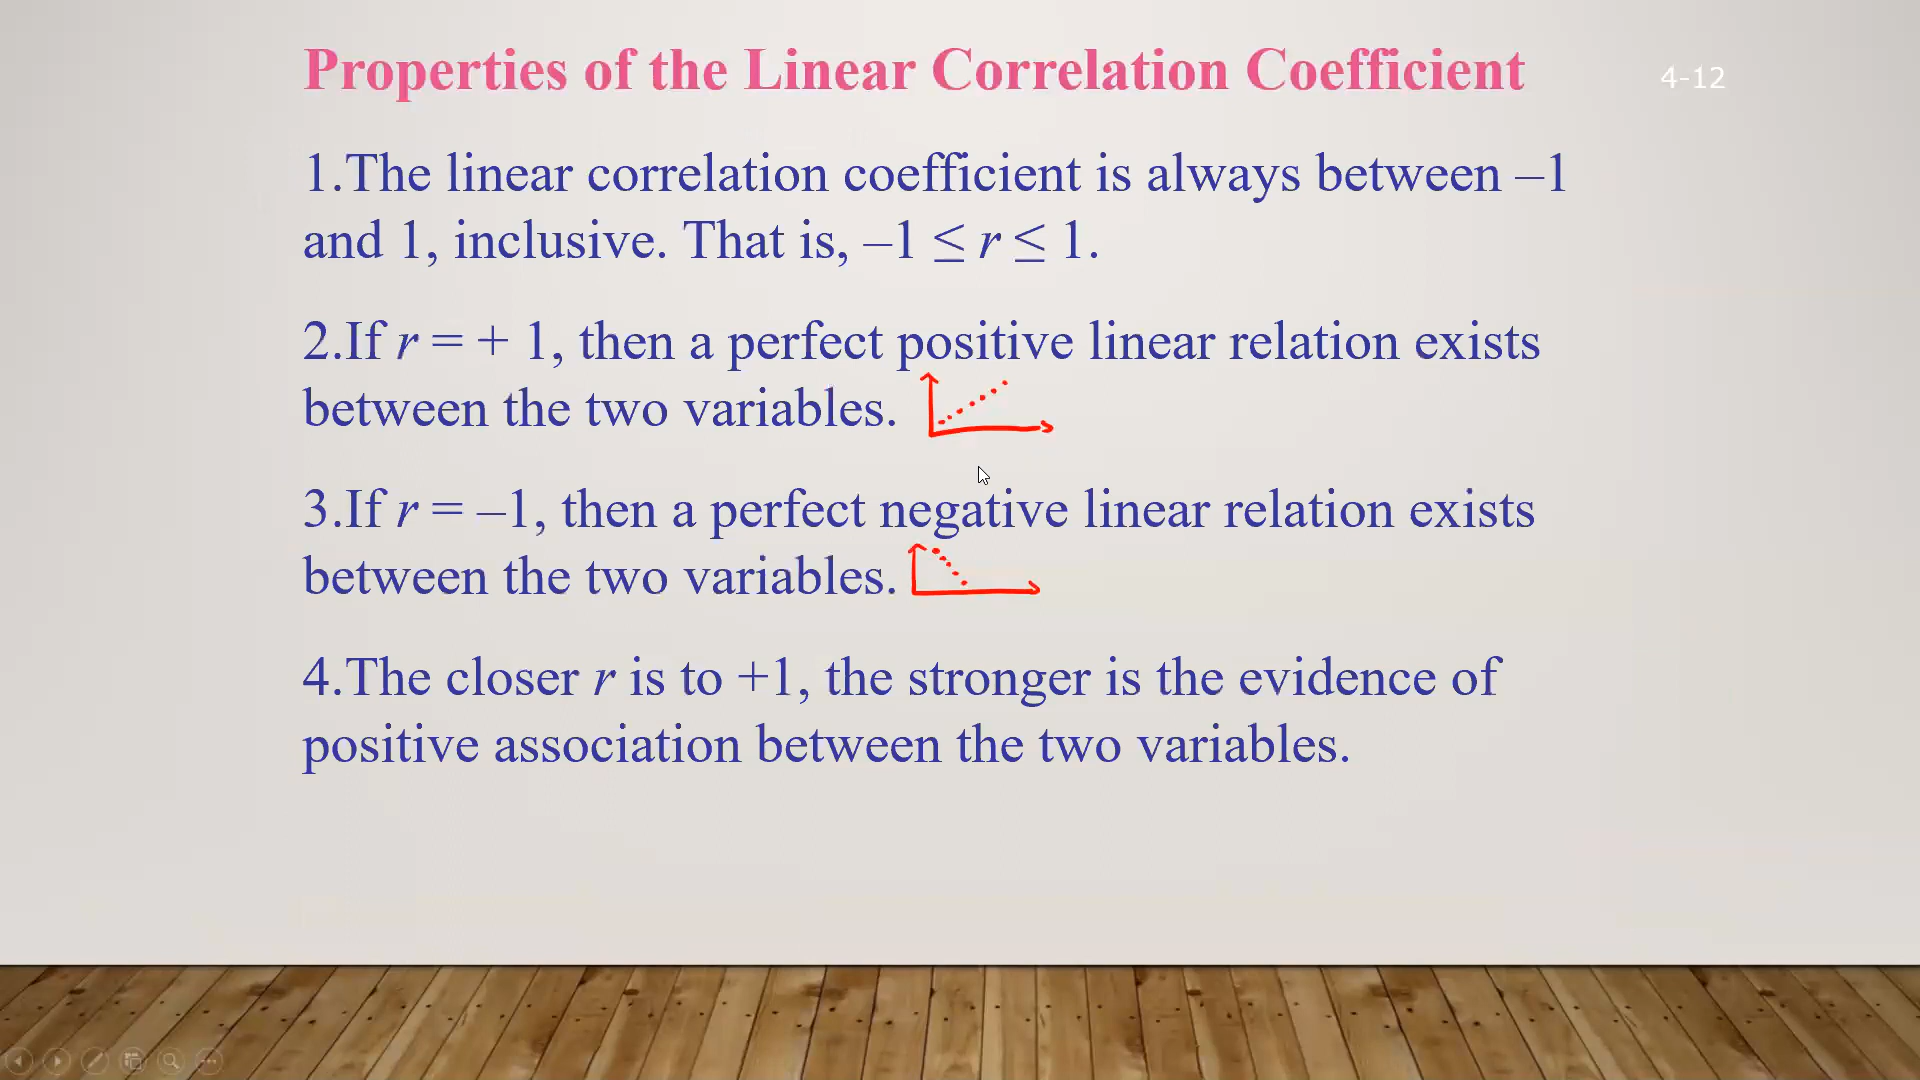 Properties of the Linear Correlation Coefficient
4-12
1.The linear correlation coefficient is always between –1
and 1, inclusive. That is, –1 ≤ r ≤ 1.
2.If r = + 1, then a perfect positive linear relation exists
between the two variables.
3.If r = –1, then a perfect negative linear relation exists
between the two variables.
4.The closer r is to +1, the stronger is the evidence of
positive association between the two variables.